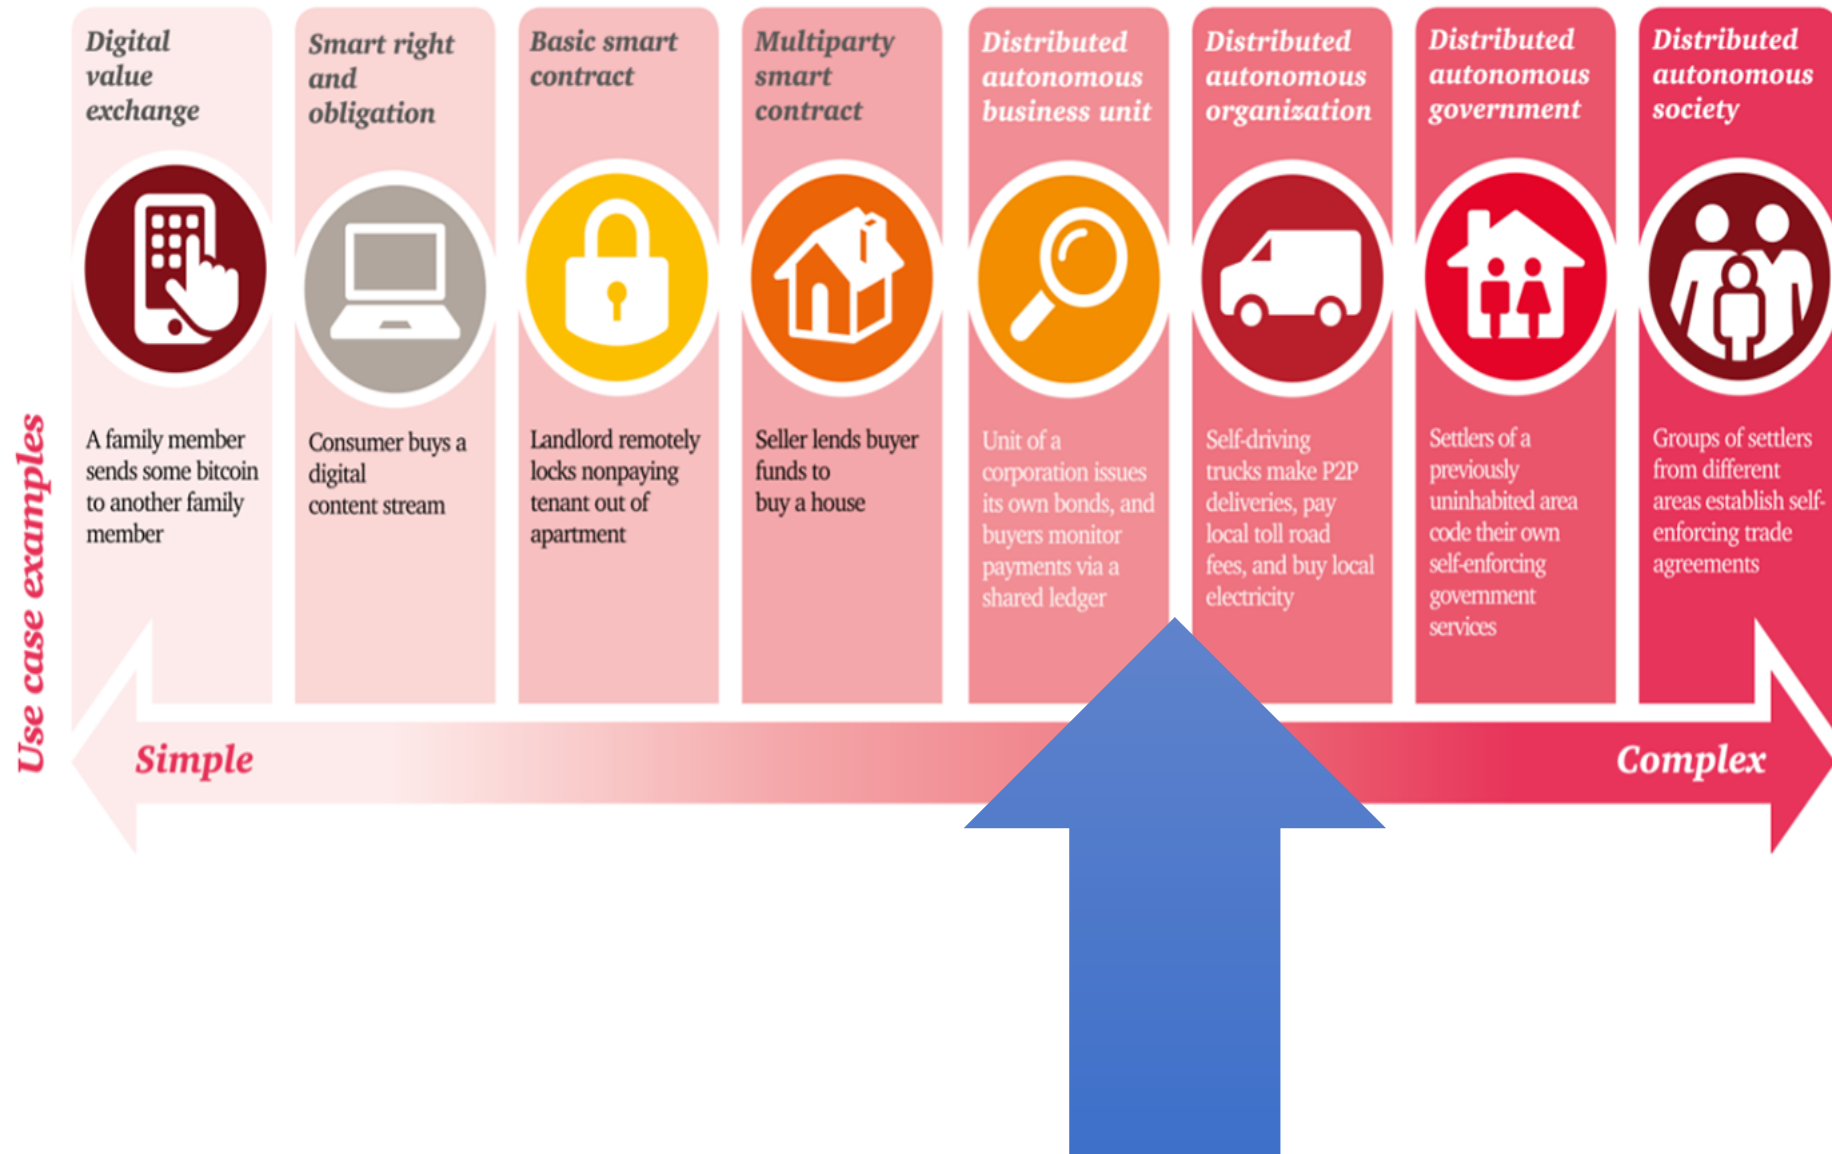 Digital
value
exchange
Smart right
and
obligation
Basic smart
contract
Multiparty
smart
contract
Distributed
autonomous
business unit
Distributed
autonomous
organization
Distributed
autonomous
government
Distributed
autonomous
society
Use case examples
A family member
sends some bitcoin
to another family
member
Consumer buys a
digital
content stream
Landlord remotely
locks nonpaying
tenant out of
apartment
Seller lends buyer
funds to
buy a house
Unit of a
corporation issues
its own bonds, and
buyers monitor
payments via a
shared ledger
Self-driving
trucks make P2P
deliveries, pay
local toll road
fees, and buy local
electricity
Settlers of a
previously
uninhabited area
code their own
self-enforcing
government
services
Groups of settlers
from different
areas establish self-
enforcing trade
agreements
Simple
Complex